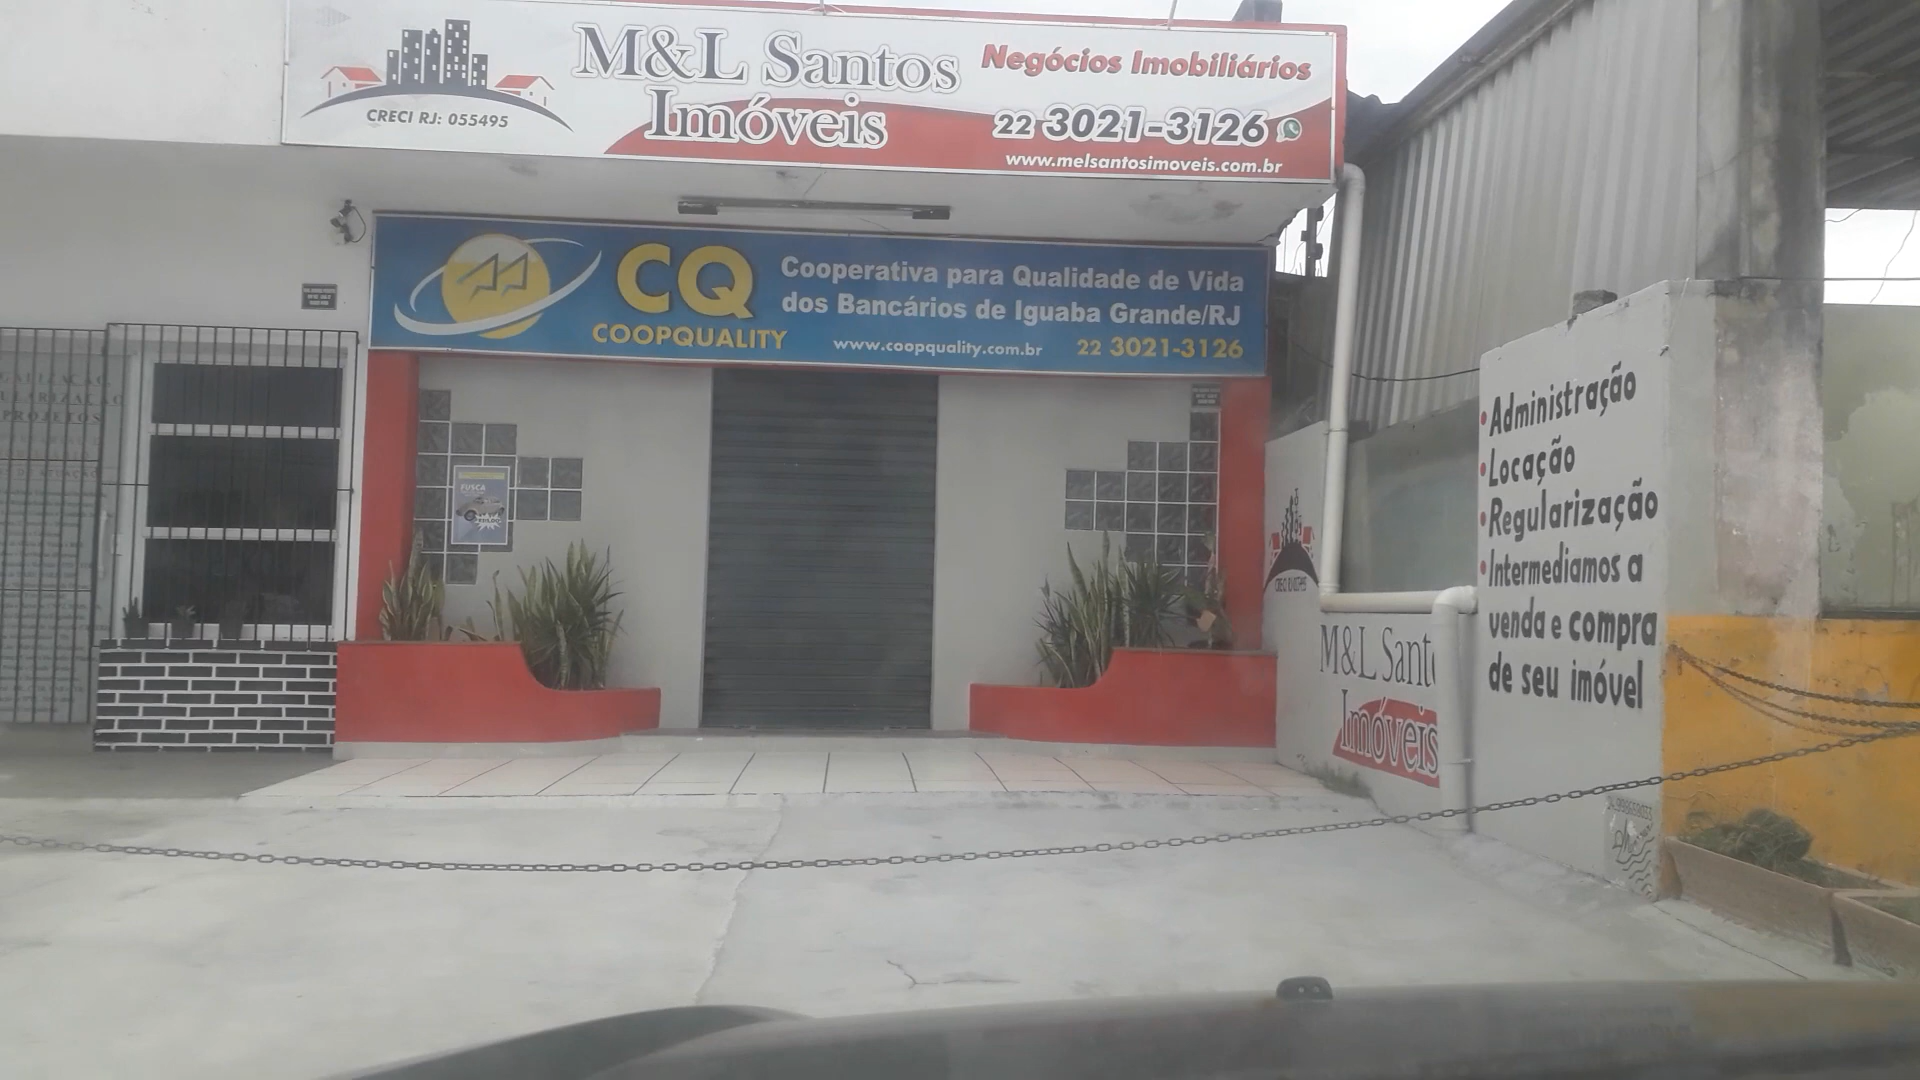 M&L Santos
Imóveis
Negócios Imobiliários
22 3021-3126
www.melsantosimoveis.com.br
CRECI RJ: 055495
CQ
COOPQUALITY
Cooperativa para Qualidade de Vida
dos Bancários de Iguaba Grande/RJ
www.coopquality.com.br 22 3021-3126
PROJETOS
FUSCA
M&L Sant
Imóveis
• Administração
• Locação
• Regularização
• Intermediamos a
venda e compra
de seu imóvel